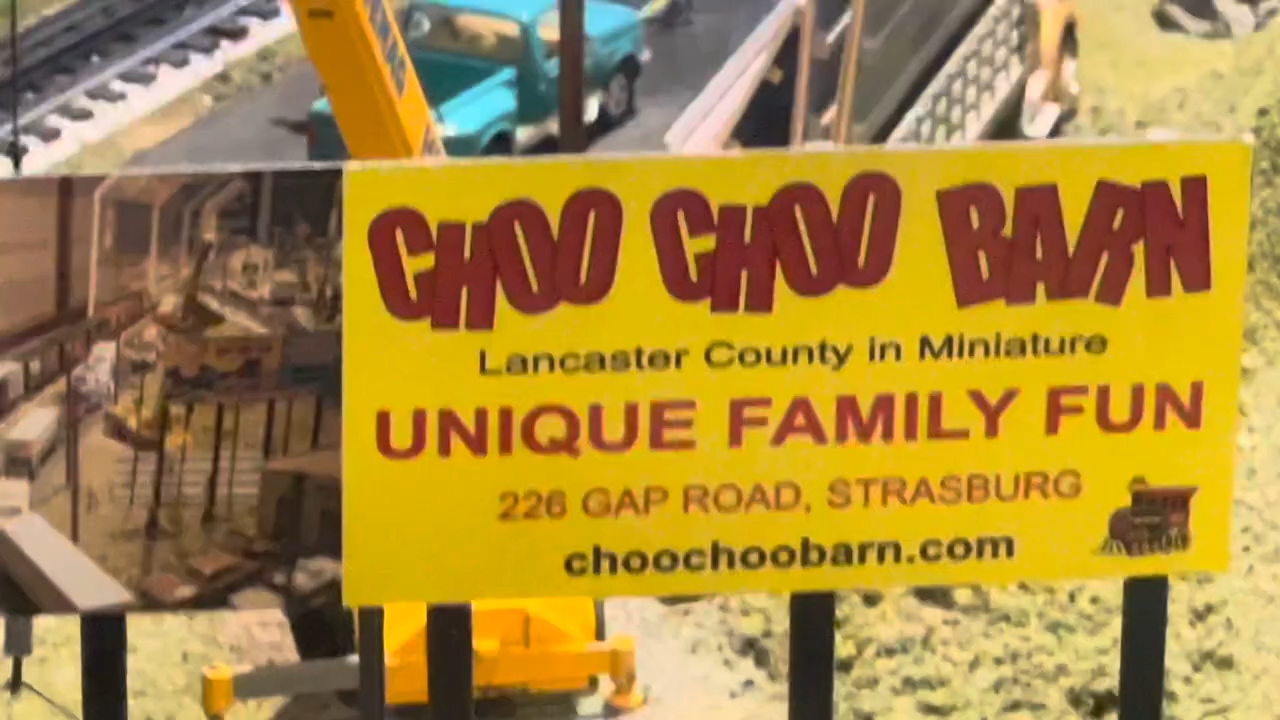 CHOO CHOO BARN
Lancaster County in Miniature
UNIQUE FAMILY FUN
226 GAP ROAD, STRASBURG
choochoobarn.com